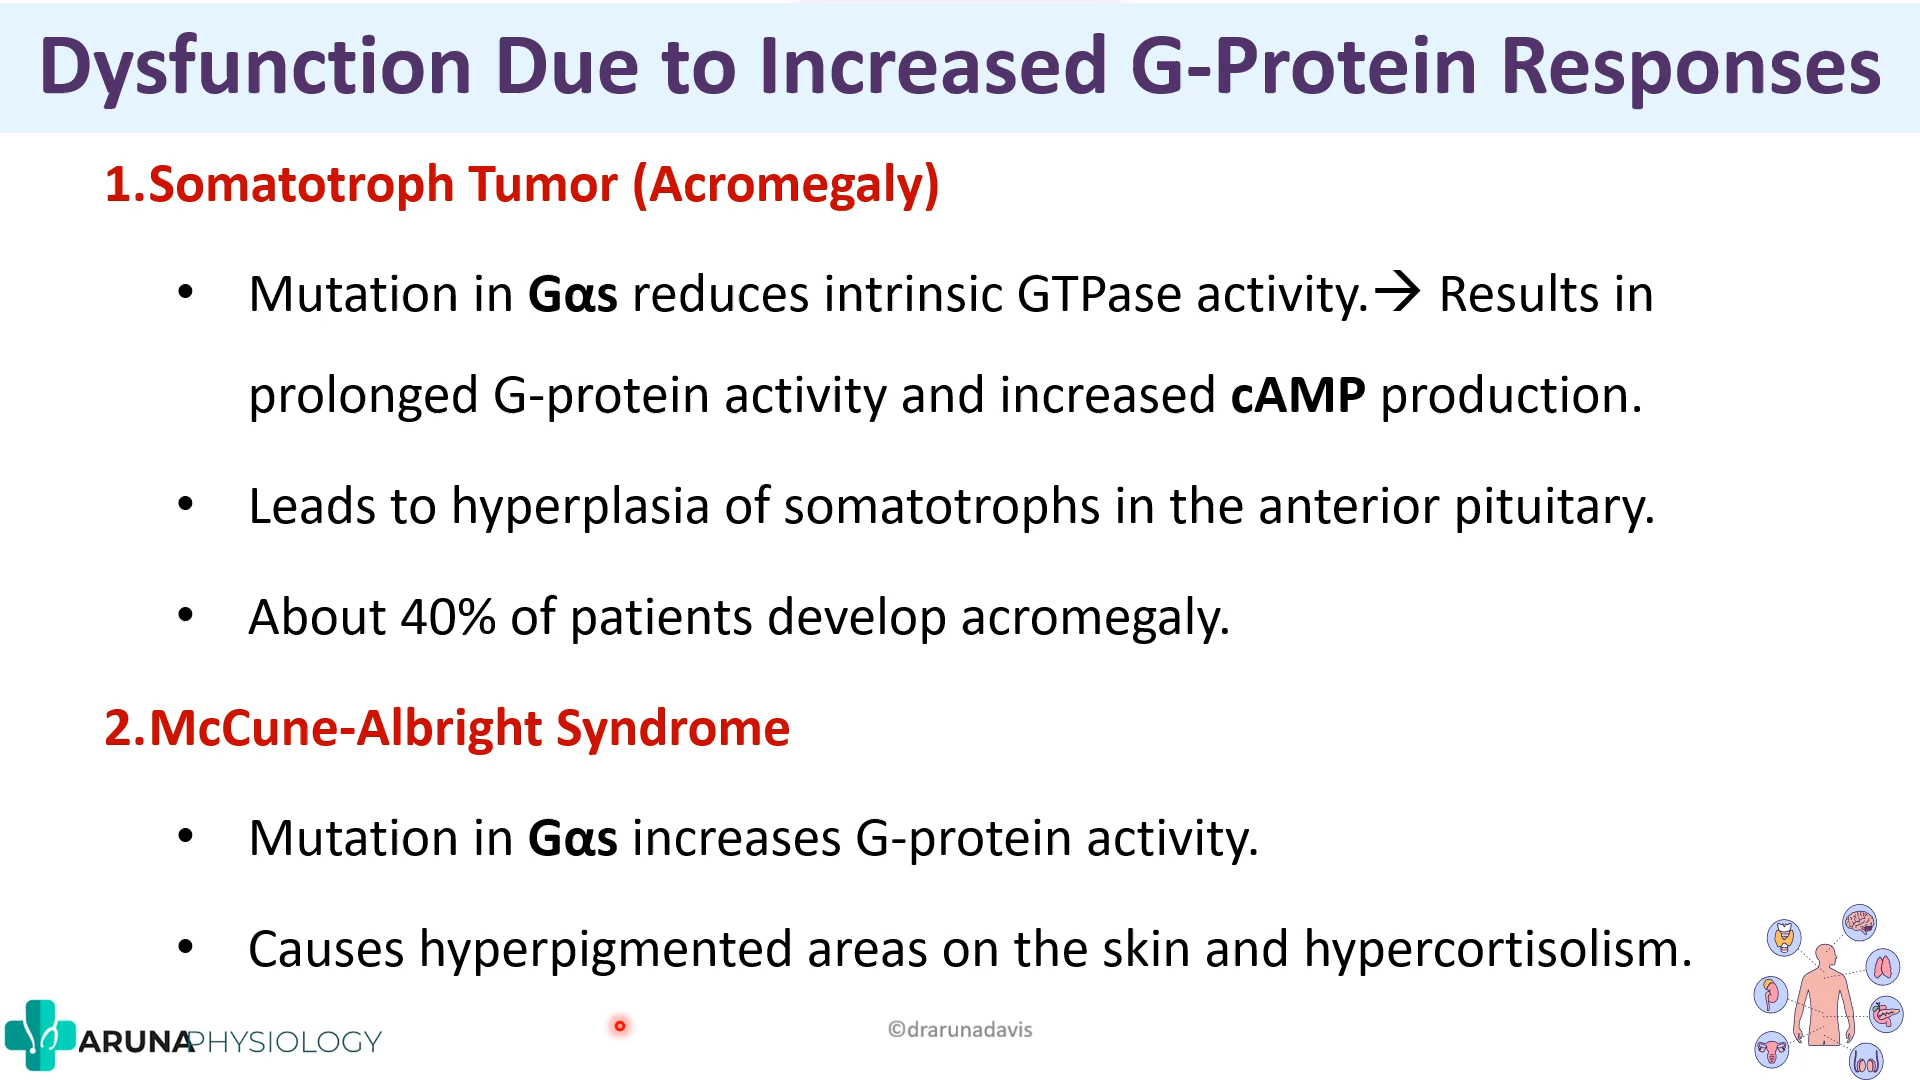 Dysfunction Due to Increased G-Protein Responses
1.Somatotroph Tumor (Acromegaly)
• Mutation in Gαs reduces intrinsic GTPase activity.→ Results in
prolonged G-protein activity and increased cAMP production.
• Leads to hyperplasia of somatotrophs in the anterior pituitary.
• About 40% of patients develop acromegaly.
2.McCune-Albright Syndrome
• Mutation in Gαs increases G-protein activity.
• Causes hyperpigmented areas on the skin and hypercortisolism.
ARUNAPHYSIOLOGY
©drarunadavis